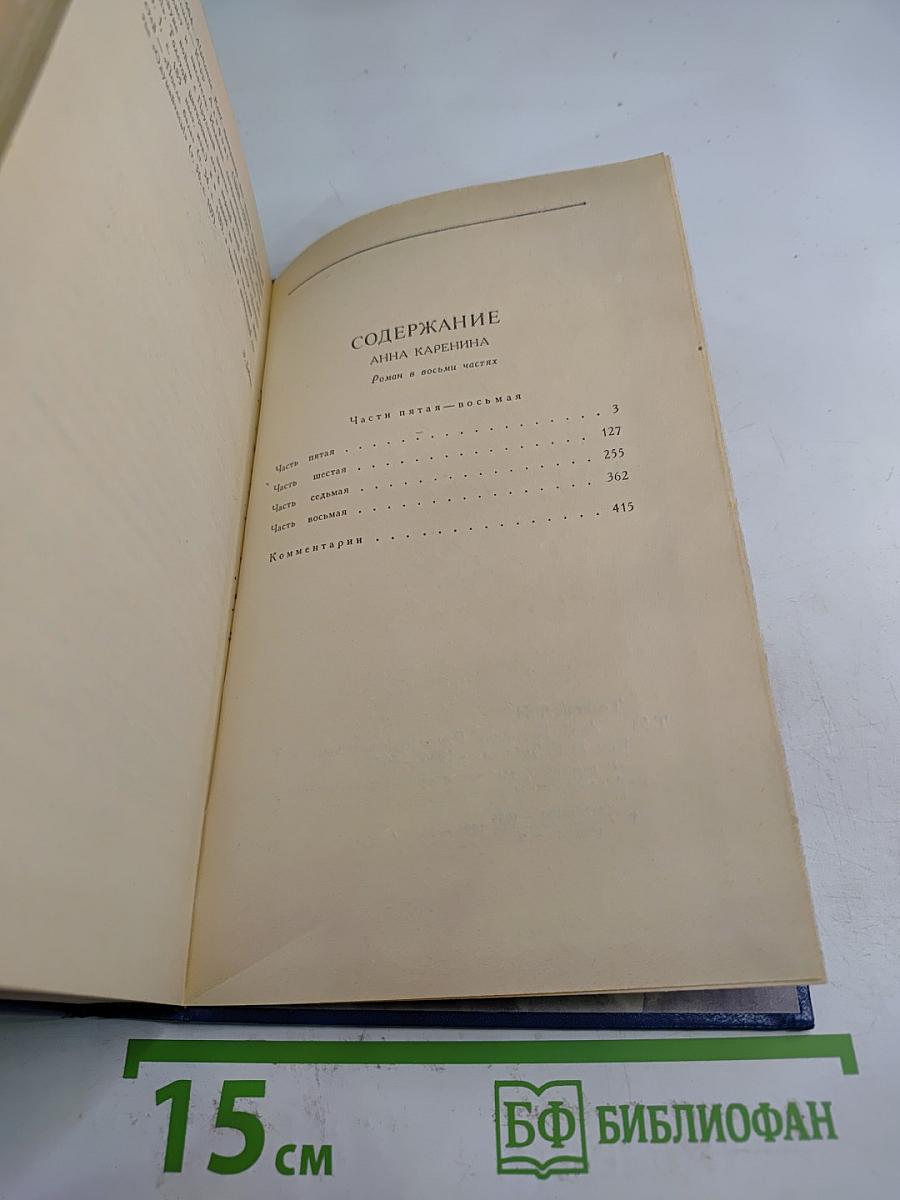 СОДЕРЖАНИЕ
АННА КАРЕНИНА
Роман в восьми частях
Части пятая—восьмая
Часть пятая . . . . . . . . . . . . . . . . . . 3
Часть шестая . . . . . . . . . . . . . . . . . 127
Часть седьмая . . . . . . . . . . . . . . . . . 255
Часть восьмая . . . . . . . . . . . . . . . . . 362
Комментарии . . . . . . . . . . . . . . . . 415
15 см
БФ БИБЛИОФАН